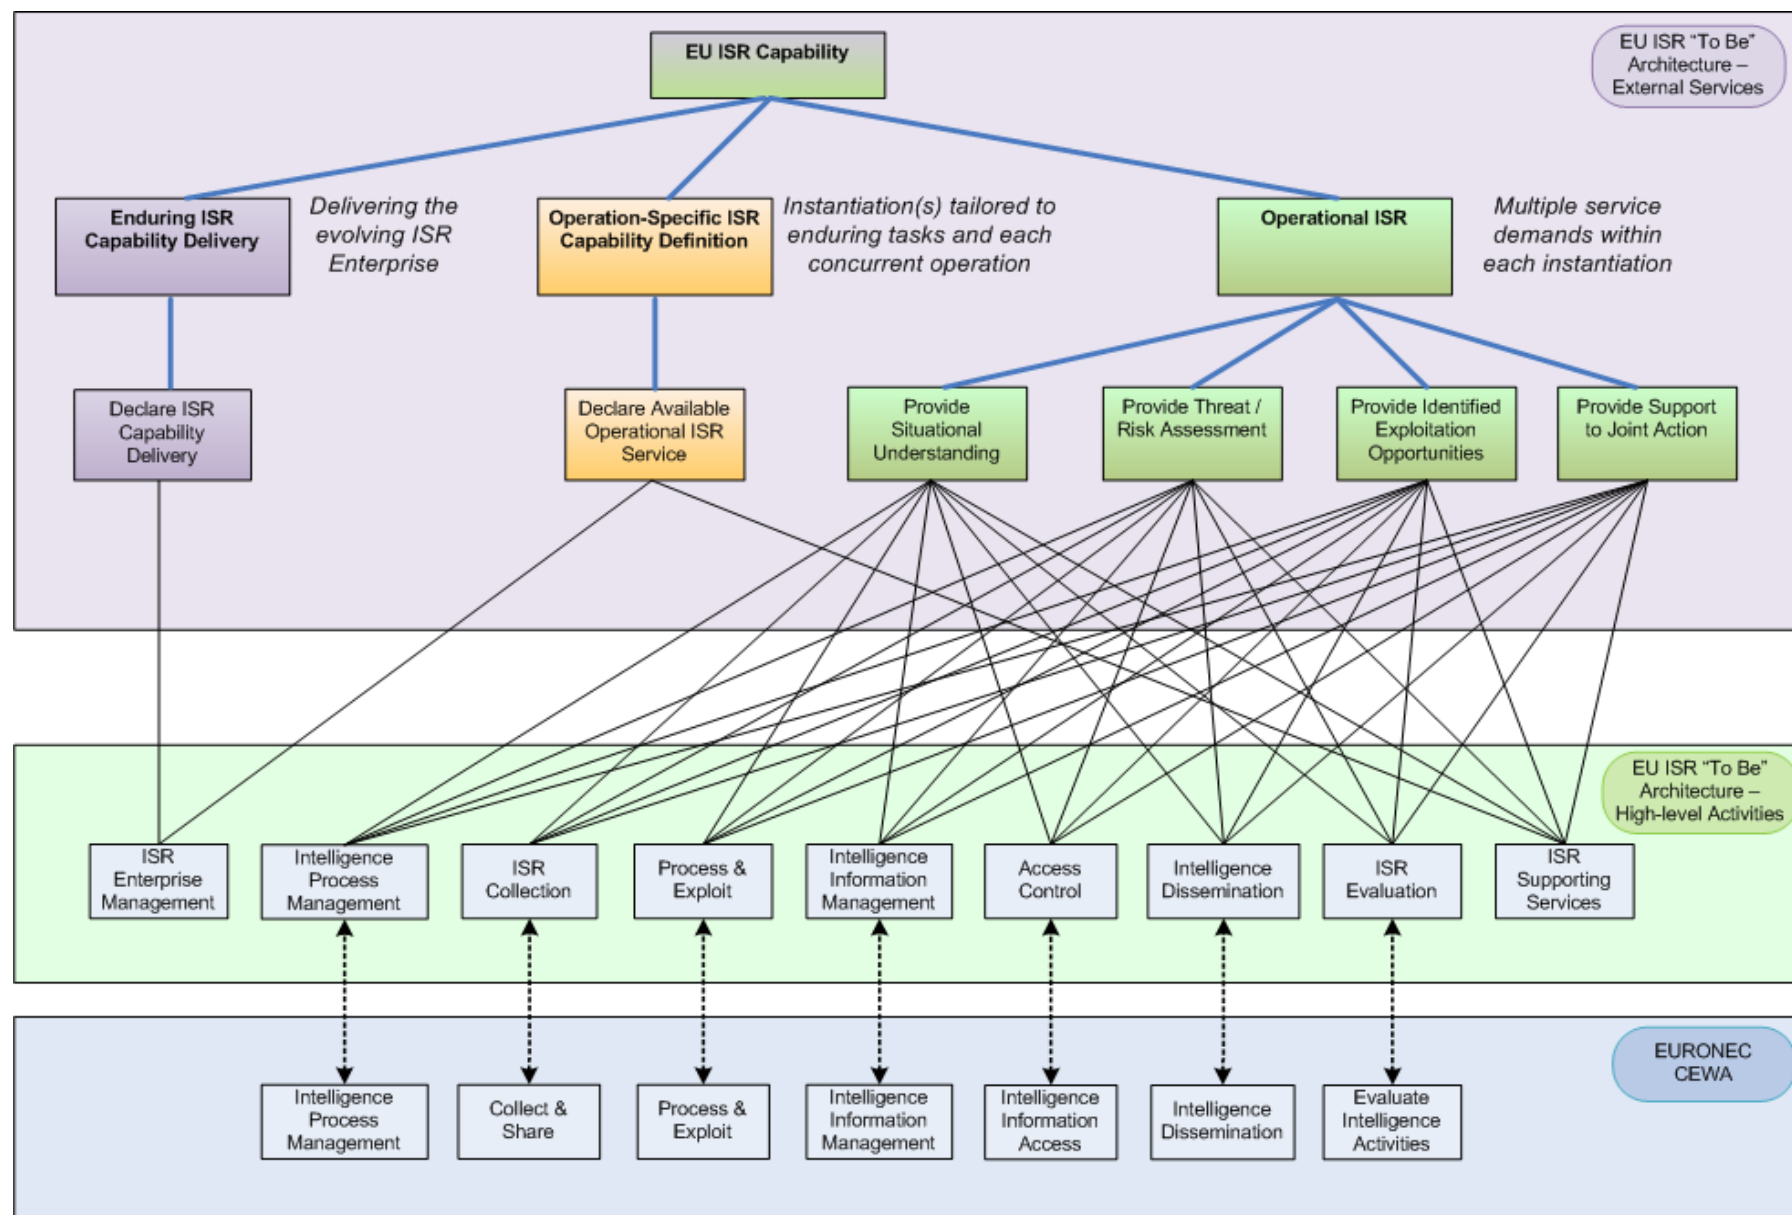 EU ISR Capability
EU ISR “To Be”
Architecture –
External Services
Enduring ISR
Capability Delivery
Delivering the
evolving ISR
Enterprise
Operation-Specific ISR
Capability Definition
Instantiation(s) tailored to
enduring tasks and each
concurrent operation
Operational ISR
Multiple service
demands within
each instantiation
Declare ISR
Capability
Delivery
Declare Available
Operational ISR
Service
Provide
Situational
Understanding
Provide Threat /
Risk Assessment
Provide Identified
Exploitation
Opportunities
Provide Support
to Joint Action
EU ISR “To Be”
Architecture –
High-level Activities
ISR
Enterprise
Management
Intelligence
Process
Management
ISR
Collection
Process &
Exploit
Intelligence
Information
Management
Access
Control
Intelligence
Dissemination
ISR
Evaluation
ISR
Supporting
Services
EURONEC
CEWA
Intelligence
Process
Management
Collect &
Share
Process &
Exploit
Intelligence
Information
Management
Intelligence
Information
Access
Intelligence
Dissemination
Evaluate
Intelligence
Activities